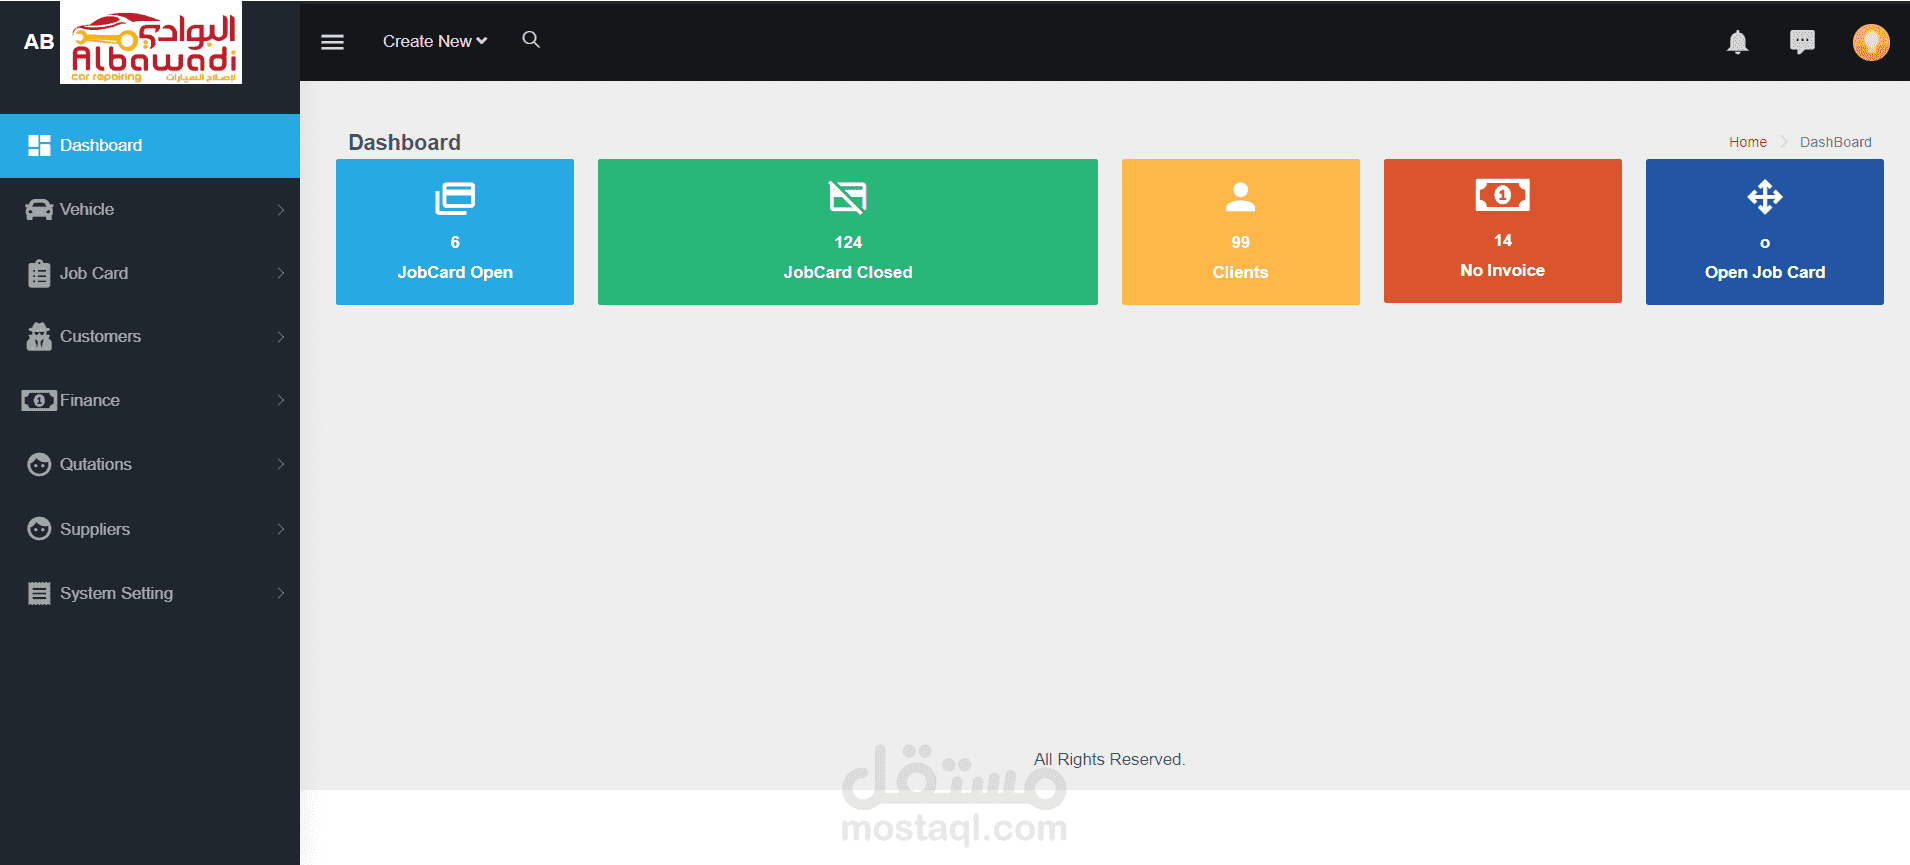 AB
البوادي
Albawadi
car repairing لإصلاح السيارات
Create New
Dashboard
Vehicle
Job Card
Customers
Finance
Qutations
Suppliers
System Setting
Dashboard
Home DashBoard
6
JobCard Open
124
JobCard Closed
99
Clients
1
14
No Invoice
o
Open Job Card
All Rights Reserved.
مستقل
mostaql.com